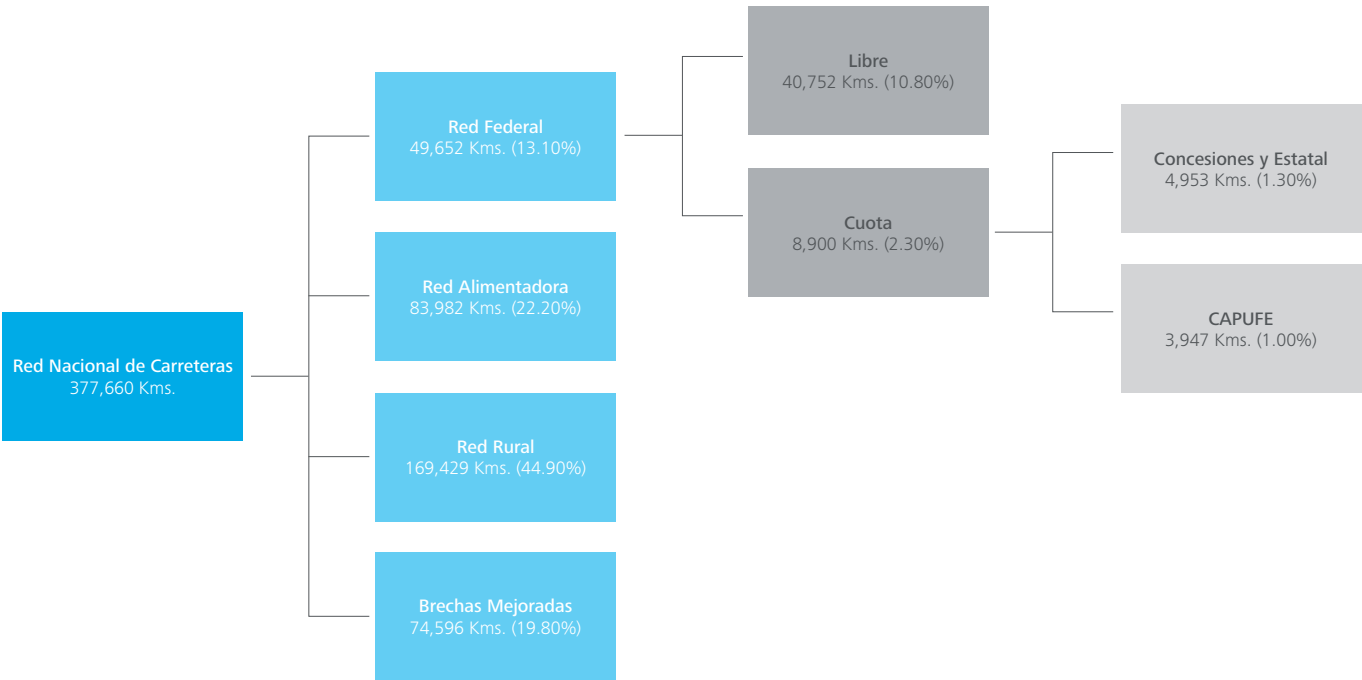 Red Nacional de Carreteras
377,660 Kms.
Red Federal
49,652 Kms. (13.10%)
Red Alimentadora
83,982 Kms. (22.20%)
Red Rural
169,429 Kms. (44.90%)
Brechas Mejoradas
74,596 Kms. (19.80%)
Libre
40,752 Kms. (10.80%)
Cuota
8,900 Kms. (2.30%)
Concesiones y Estatal
4,953 Kms. (1.30%)
CAPUFE
3,947 Kms. (1.00%)